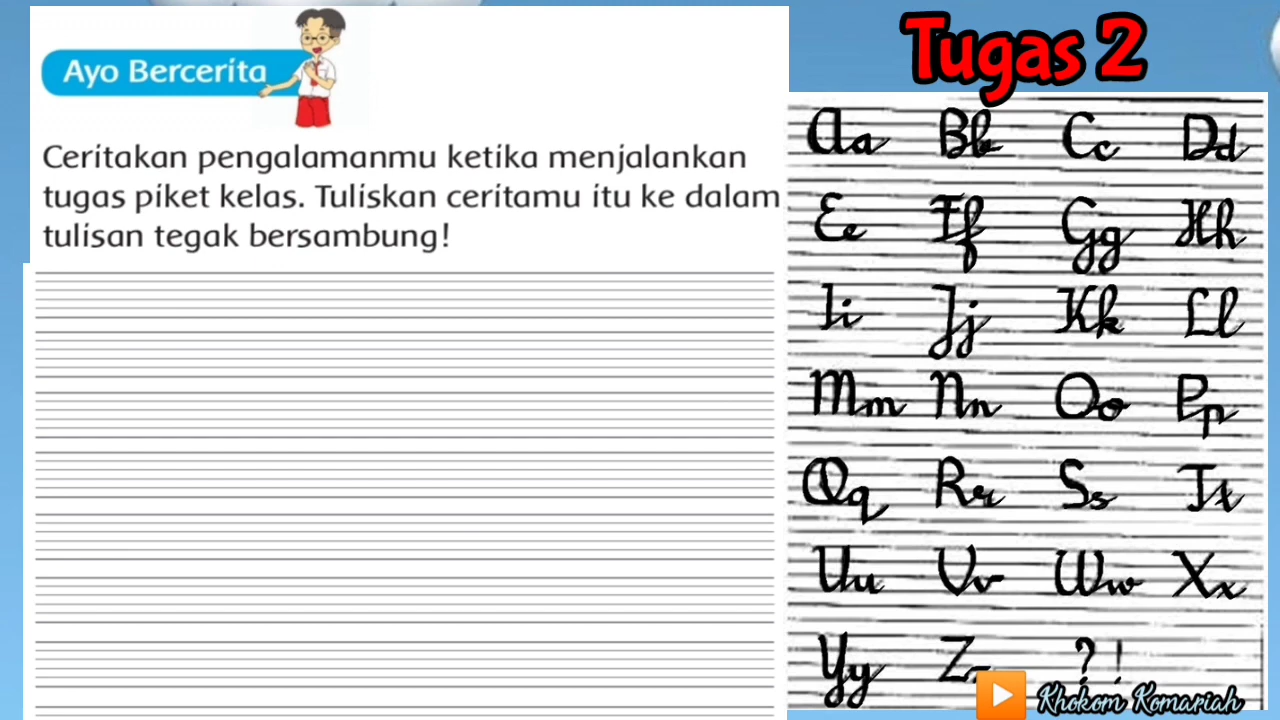 Ayo Bercerita
Ceritakan pengalamanmu ketika menjalankan
tugas piket kelas. Tuliskan ceritamu itu ke dalam
tulisan tegak bersambung!
Tugas 2
Aa Bb Cc Dd
Ee Ff Gg Hh
Ii Jj Kk Ll
Mm Nn Oo Pp
Qq Rr Ss Tt
Uu Vv Ww Xx
Yy Zz ? !
Khokom Komariah